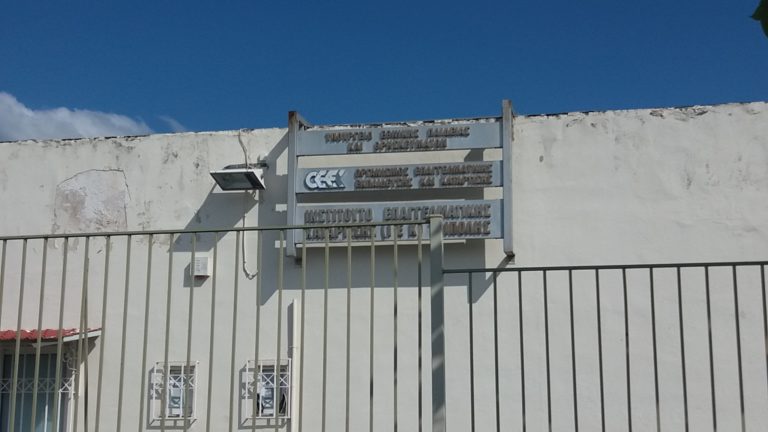 ΥΠΟΥΡΓΕΙΟ ΕΘΝΙΚΗΣ ΠΑΙΔΕΙΑΣ
ΚΑΙ ΘΡΗΣΚΕΥΜΑΤΩΝ
ΟΕΕΚ ΟΡΓΑΝΙΣΜΟΣ ΕΠΑΓΓΕΛΜΑΤΙΚΗΣ
ΕΚΠΑΙΔΕΥΣΗΣ ΚΑΙ ΚΑΤΑΡΤΙΣΗΣ
ΙΝΣΤΙΤΟΥΤΟ ΕΠΑΓΓΕΛΜΑΤΙΚΗΣ
ΚΑΤΑΡΤΙΣΗΣ (Ι Ε Κ)